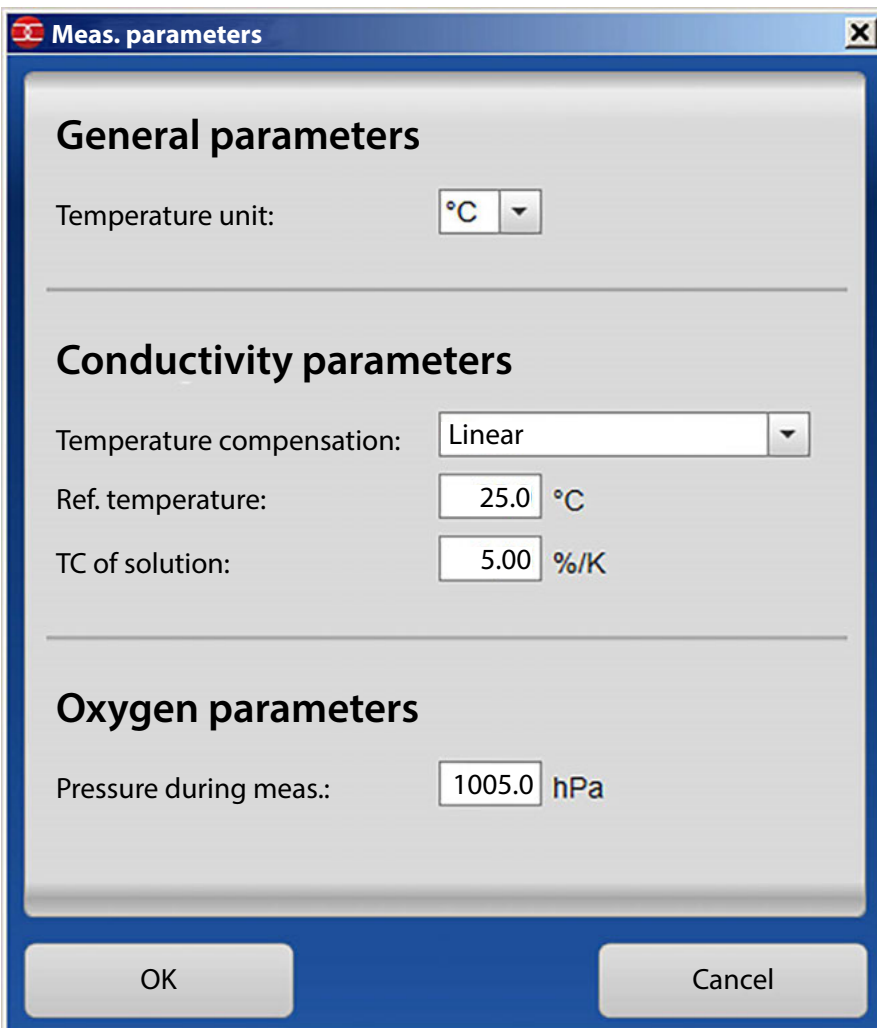 Meas. parameters
General parameters
Temperature unit: °C
Conductivity parameters
Temperature compensation: Linear
Ref. temperature: 25.0 °C
TC of solution: 5.00 %/K
Oxygen parameters
Pressure during meas.: 1005.0 hPa
OK Cancel